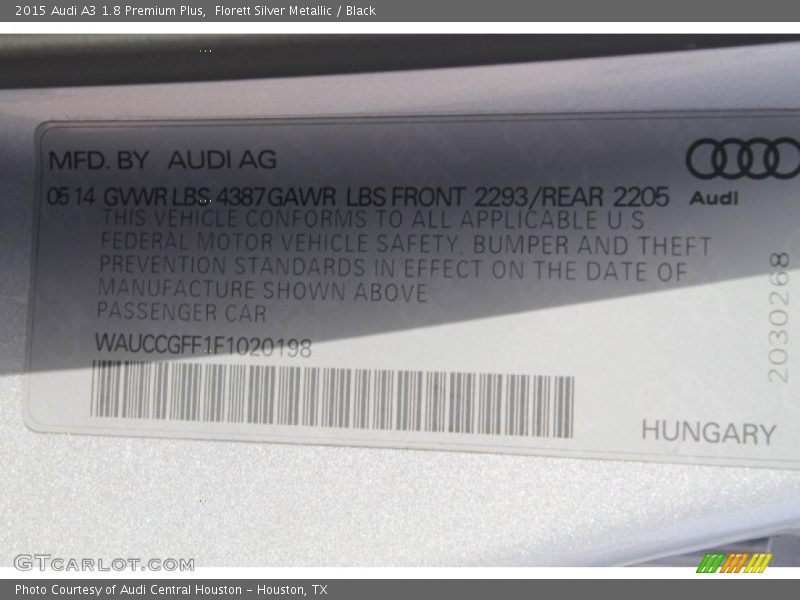 2015 Audi A3 1.8 Premium Plus,  Florett Silver Metallic / Black
MFD. BY AUDI AG
05 14 GVWR LBS. 4387 GAWR LBS FRONT 2293/REAR 2205
Audi
THIS VEHICLE CONFORMS TO ALL APPLICABLE U.S
FEDERAL MOTOR VEHICLE SAFETY, BUMPER AND THEFT
PREVENTION STANDARDS IN EFFECT ON THE DATE OF
MANUFACTURE SHOWN ABOVE
PASSENGER CAR
WAUCCGFF1F1020198
2030268
HUNGARY
GTcarlot.com
Photo Courtesy of Audi Central Houston – Houston, TX